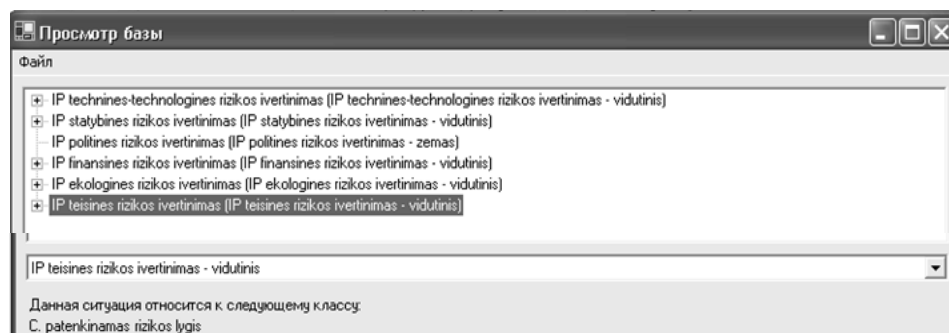 Просмотр базы
Файл
IP technines-technologines rizikos ivertinimas (IP technines-technologines rizikos ivertinimas - vidutinis)
IP statybines rizikos ivertinimas (IP statybines rizikos ivertinimas - vidutinis)
IP politines rizikos ivertinimas (IP politines rizikos ivertinimas - zemas)
IP finansines rizikos ivertinimas (IP finansines rizikos ivertinimas - vidutinis)
IP ekologines rizikos ivertinimas (IP ekologines rizikos ivertinimas - vidutinis)
IP teisines rizikos ivertinimas (IP teisines rizikos ivertinimas - vidutinis)
IP teisines rizikos ivertinimas - vidutinis
Данная ситуация относится к следующему классу:
C. patenkinamas rizikos lygis